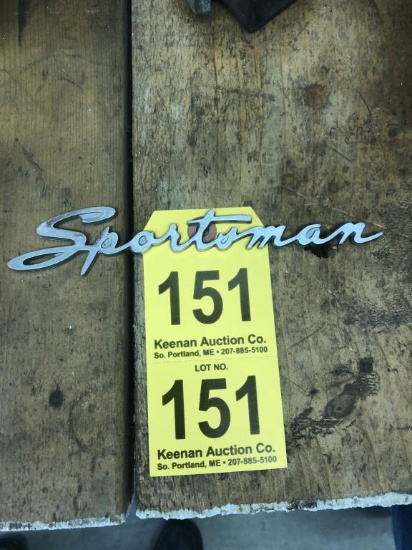 Sportsman
151
Keenan Auction Co.
So. Portland, ME • 207-885-5100
LOT NO.
151
Keenan Auction Co.
So. Portland, ME • 207-885-5100